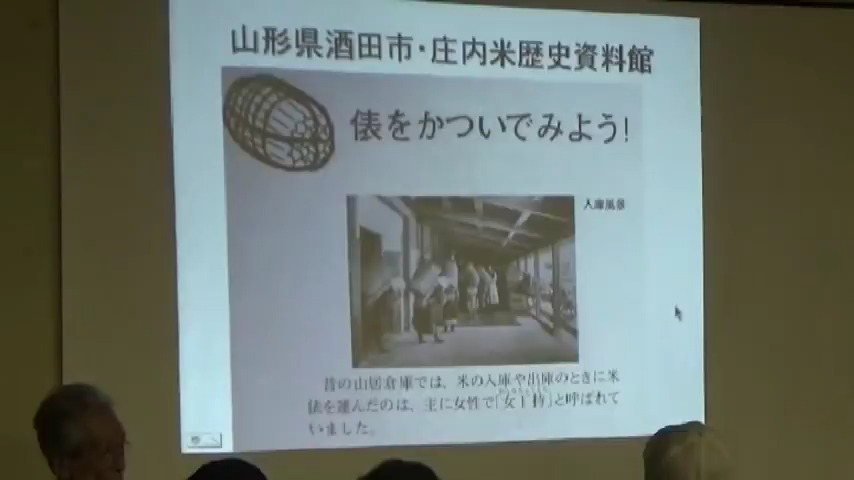 山形県酒田市・庄内米歴史資料館
俵をかついでみよう!
入庫風景
昔の山居倉庫では、米の入庫や出庫のときに米
俵を運んだのは、主に女性で「女丁持」と呼ばれて
いました。